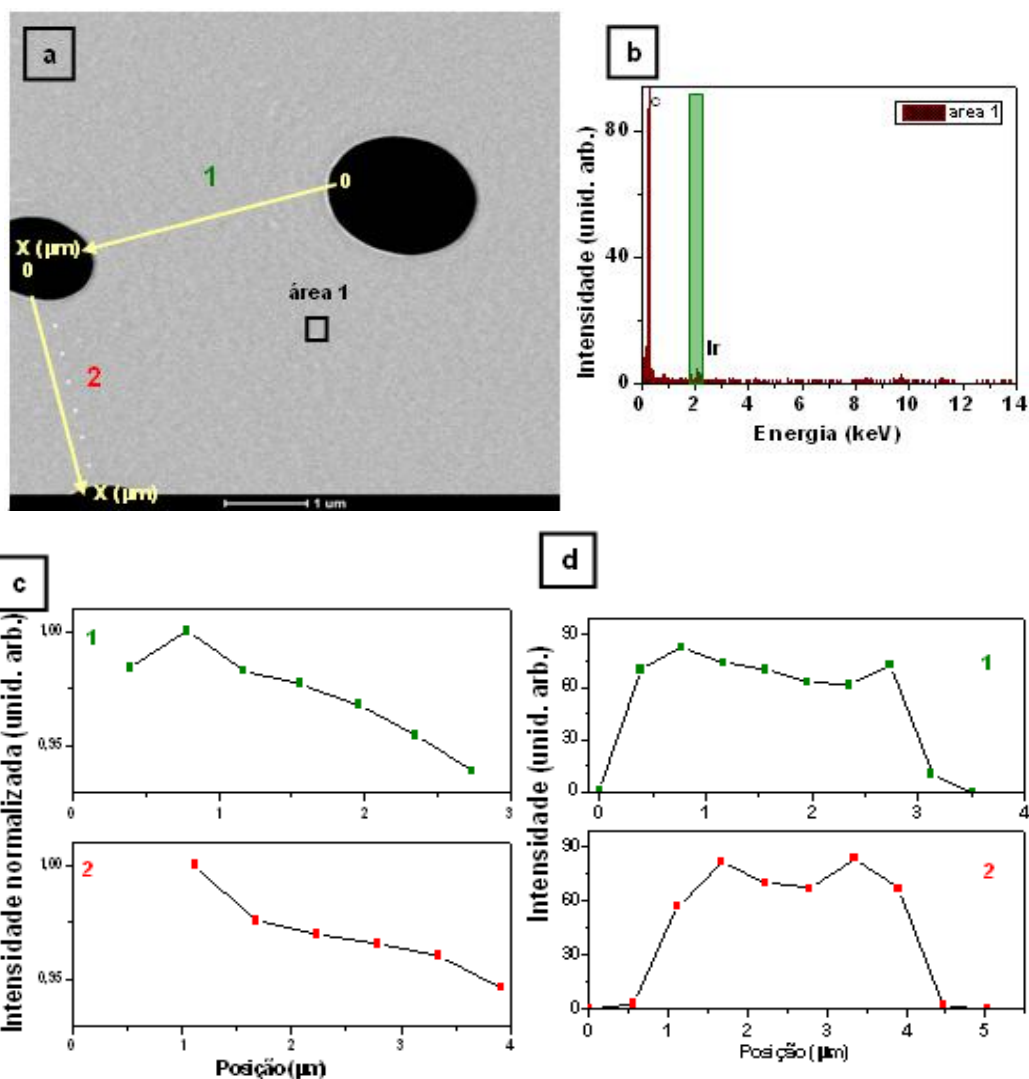 a
1
0
X (µm)
0
área 1
2
X (µm)
1 um
b
Intensidade (unid. arb.)
80
40
0
c
area 1
Ir
0 2 4 6 8 10 12 14
Energia (keV)
c
Intensidade normalizada (unid. arb.)
1,00
0,95
1
0 1 2 3
1,00
0,95
2
0 1 2 3 4
Posição (µm)
d
Intensidade (unid. arb.)
90
60
30
0
1
0 1 2 3 4
90
60
30
0
2
0 1 2 3 4 5
Posição (µm)